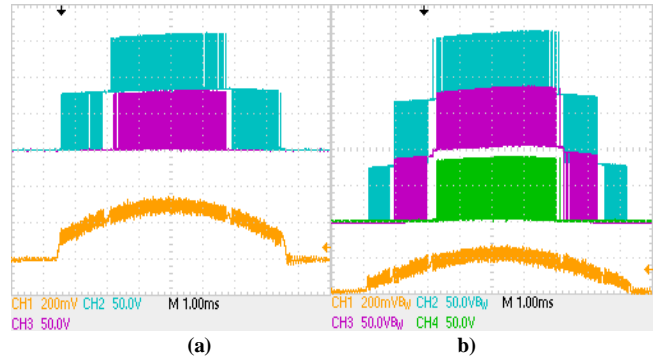 CH1 200mV CH2 50.0V M 1.00ms
CH3 50.0V
CH1 200mVBW CH2 50.0VBW M 1.00ms
CH3 50.0VBW CH4 50.0V
(a)
b)